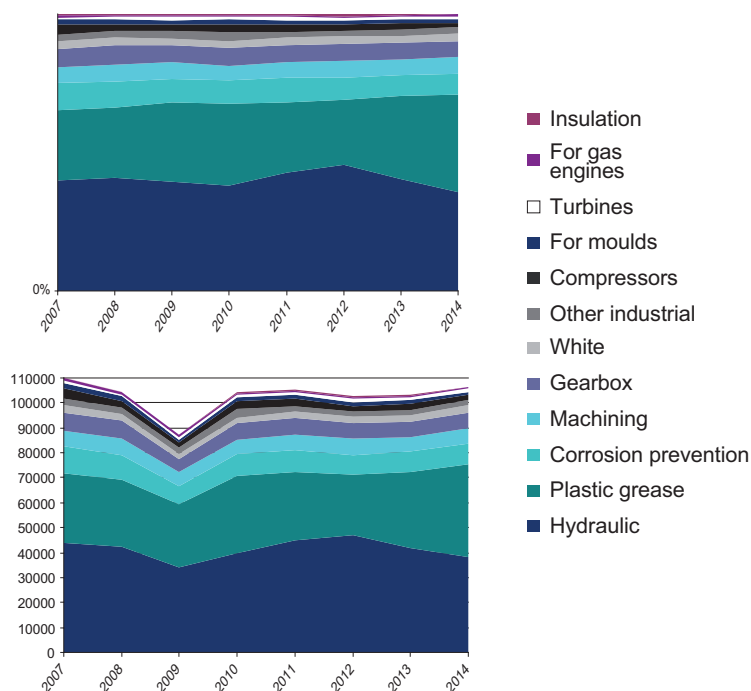 0%
2007
2008
2009
2010
2011
2012
2013
2014
Insulation
For gas
engines
Turbines
For moulds
Compressors
Other industrial
White
Gearbox
Machining
Corrosion prevention
Plastic grease
Hydraulic
110000
100000
90000
80000
70000
60000
50000
40000
30000
20000
10000
0
2007
2008
2009
2010
2011
2012
2013
2014